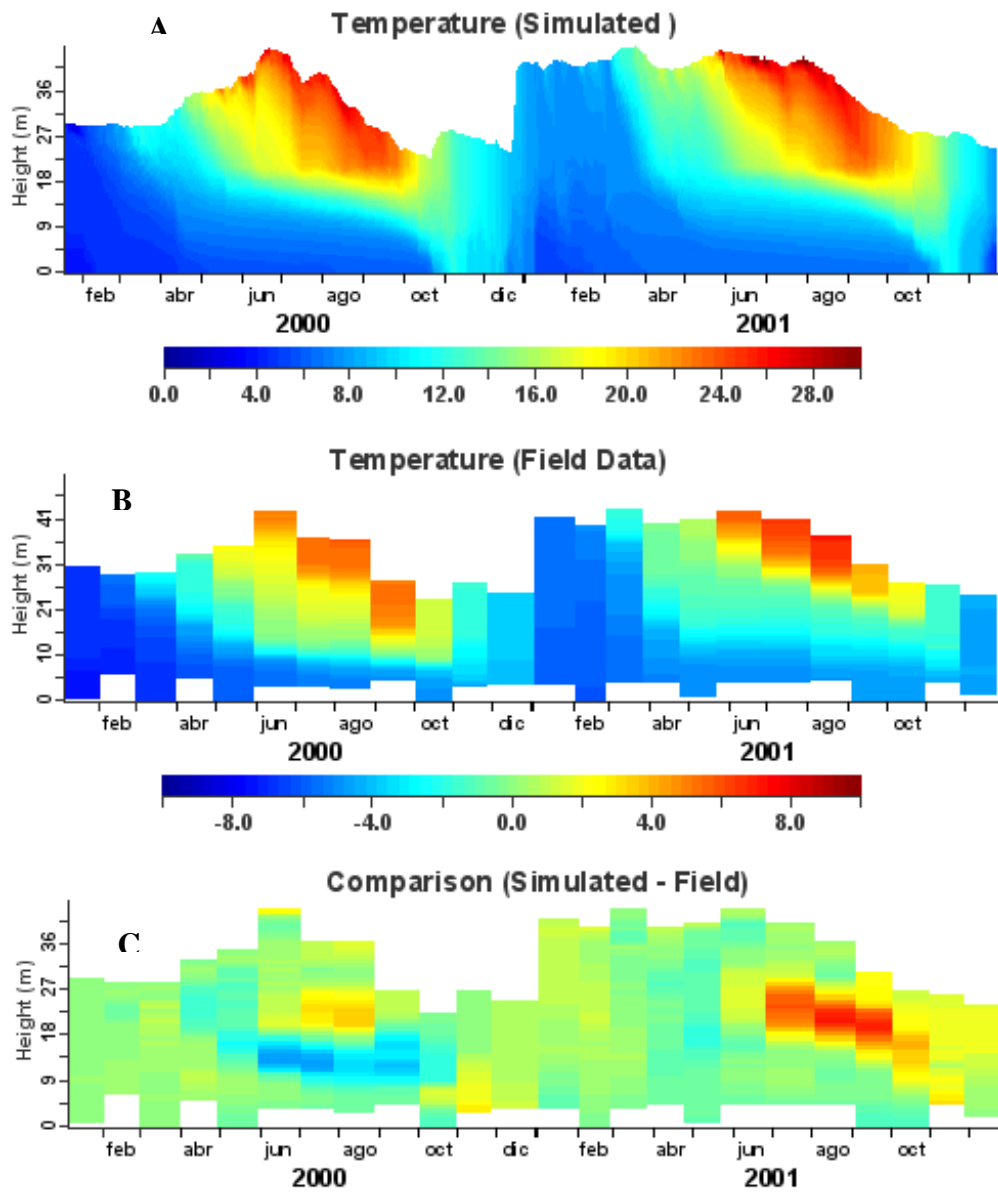 A
Temperature (Simulated )
Height (m)
36
27
18
9
0
feb abr jun ago oct dic feb abr jun ago oct
2000 2001
0.0 4.0 8.0 12.0 16.0 20.0 24.0 28.0
Temperature (Field Data)
B
Height (m)
41
31
21
10
0
feb abr jun ago oct dic feb abr jun ago oct
2000 2001
-8.0 -4.0 0.0 4.0 8.0
Comparison (Simulated - Field)
C
Height (m)
36
27
18
9
0
feb abr jun ago oct dic feb abr jun ago oct
2000 2001